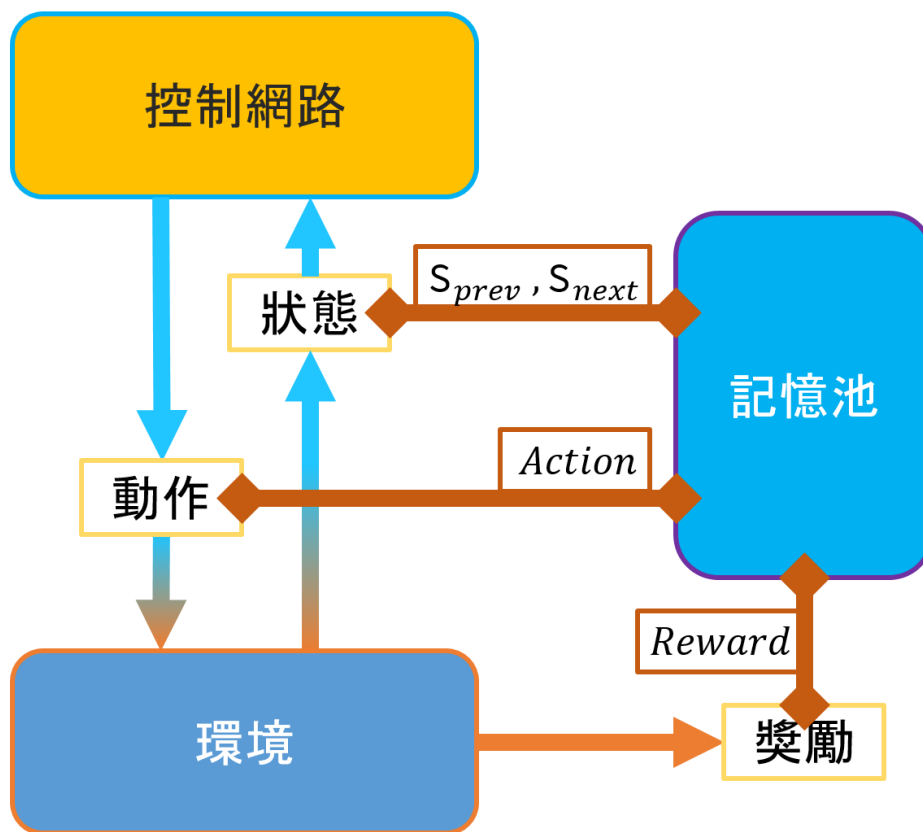 控制網路
S_prev , S_next
狀態
記憶池
Action
動作
Reward
環境
獎勵